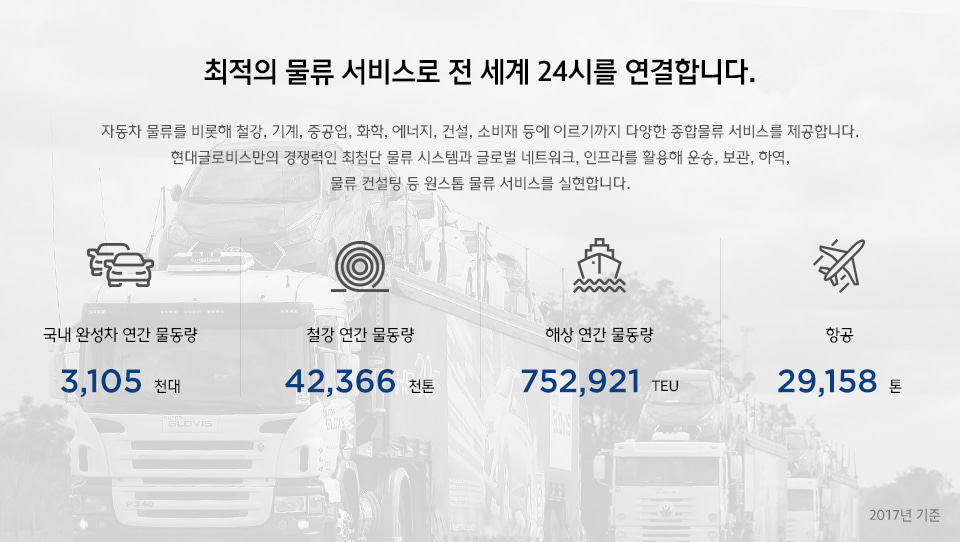 최적의 물류 서비스로 전 세계 24시를 연결합니다.
자동차 물류를 비롯해 철강, 기계, 중공업, 화학, 에너지, 건설, 소비재 등에 이르기까지 다양한 종합물류 서비스를 제공합니다.
현대글로비스만의 경쟁력인 최첨단 물류 시스템과 글로벌 네트워크, 인프라를 활용해 운송, 보관, 하역,
물류 컨설팅 등 원스톱 물류 서비스를 실현합니다.
국내 완성차 연간 물동량
3,105 천대
철강 연간 물동량
42,366 천톤
해상 연간 물동량
752,921 TEU
항공
29,158 톤
GLOVIS
2017년 기준